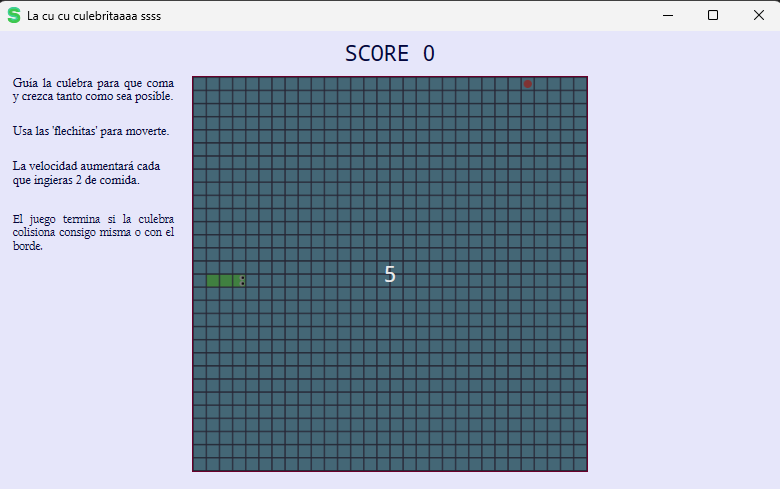 La cu cu culebritaaaa ssss
SCORE 0
Guía la culebra para que coma
y crezca tanto como sea posible.
Usa las 'flechitas' para moverte.
La velocidad aumentará cada
que ingieras 2 de comida.
El juego termina si la culebra
colisiona consigo misma o con el
borde.
5